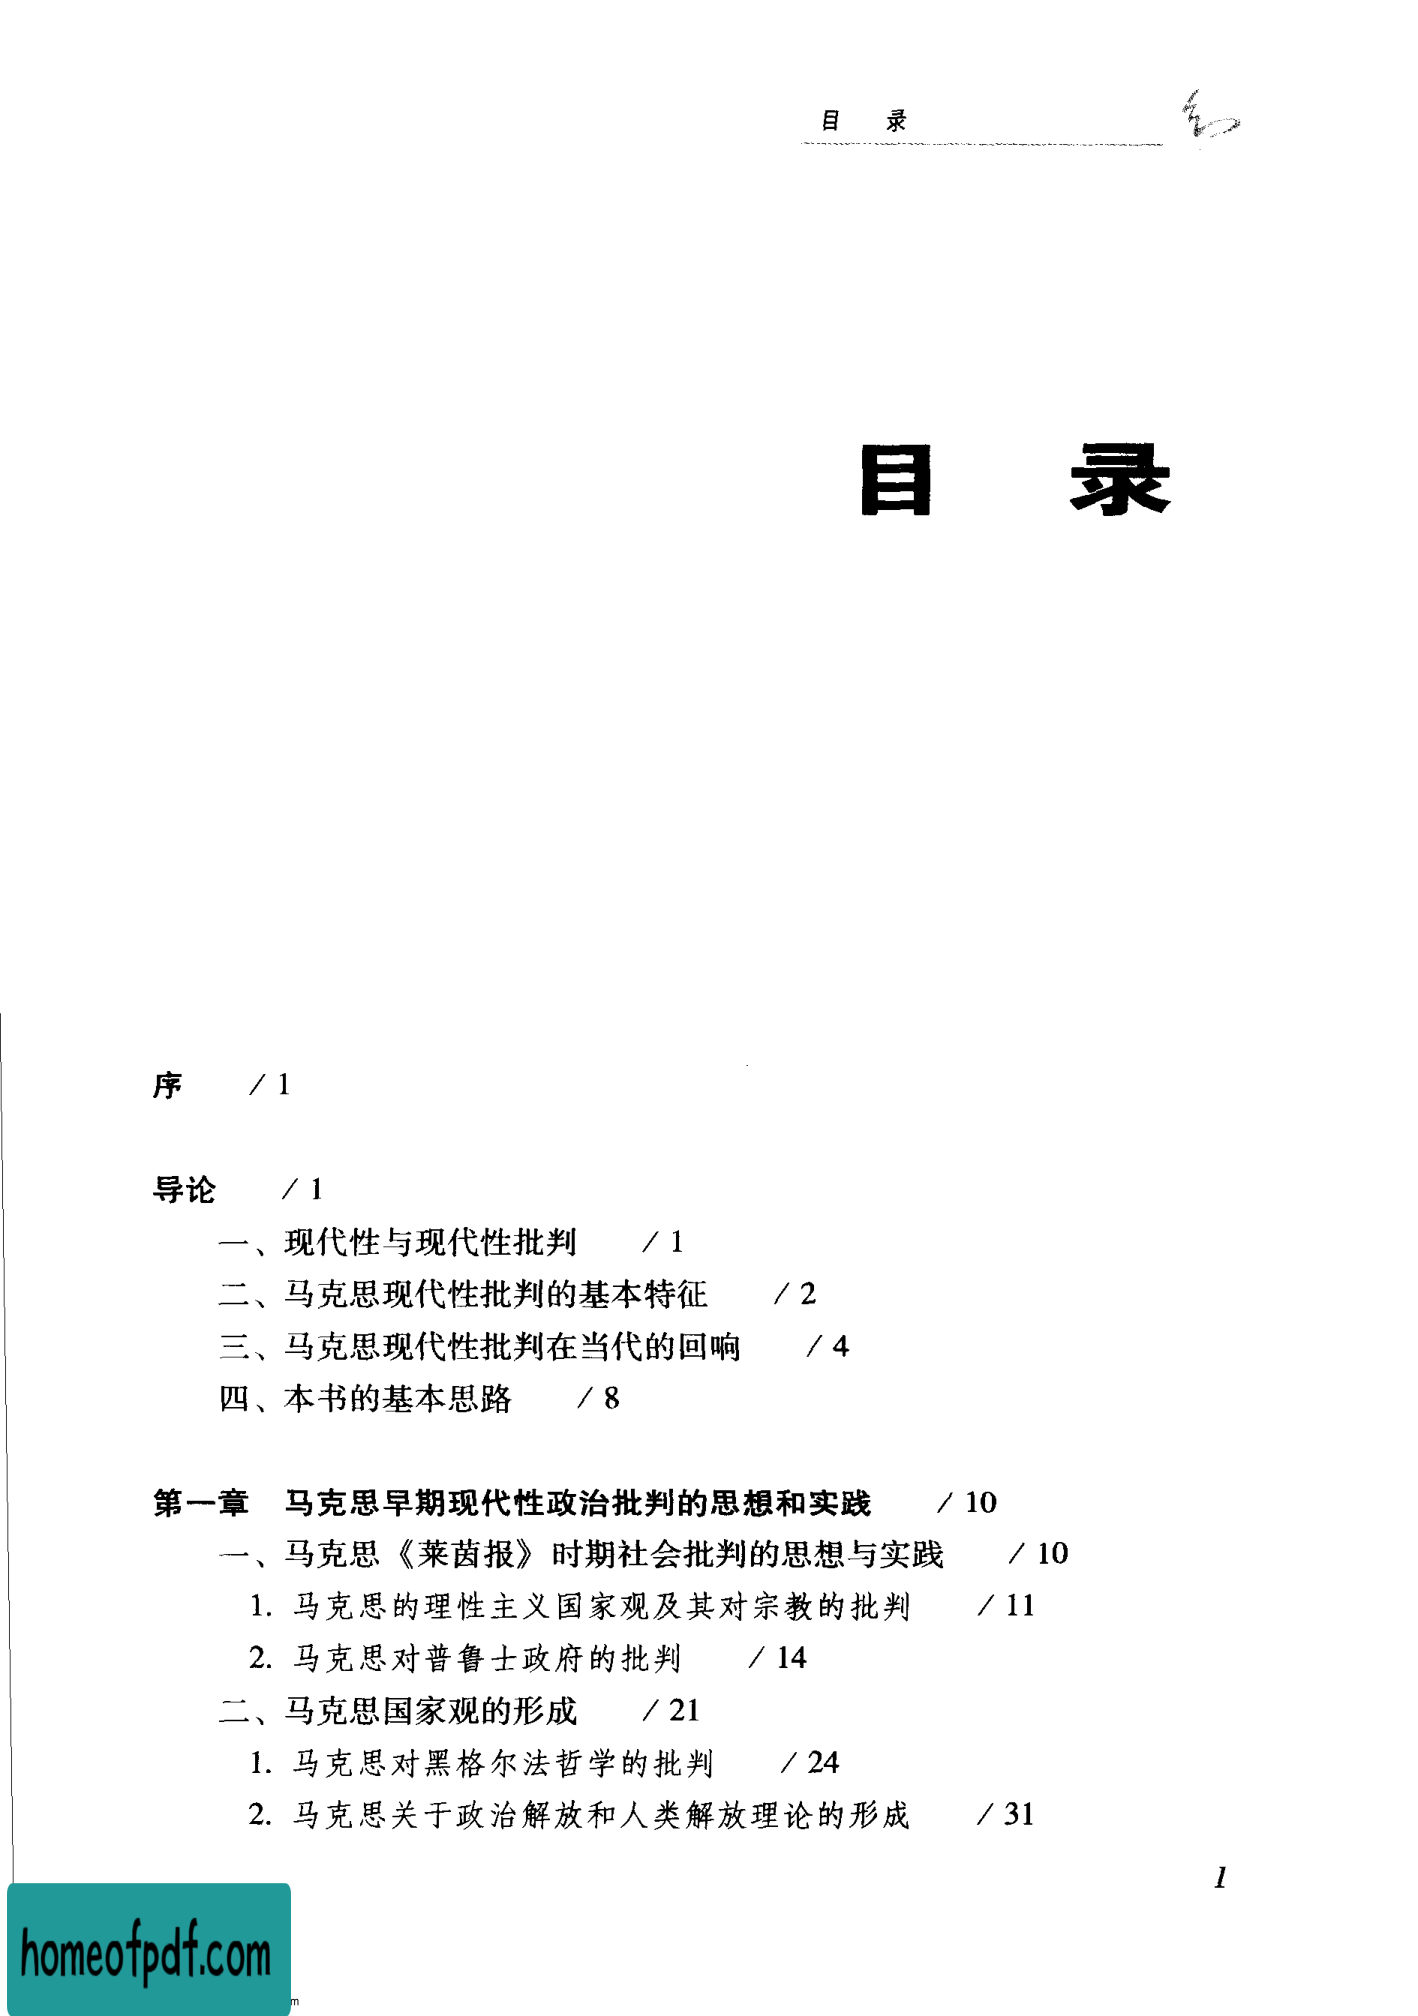 目 录
目 录
序 / 1
导论 / 1
一、现代性与现代性批判 / 1
二、马克思现代性批判的基本特征 / 2
三、马克思现代性批判在当代的回响 / 4
四、本书的基本思路 / 8
第一章 马克思早期现代性政治批判的思想和实践 / 10
一、马克思《莱茵报》时期社会批判的思想与实践 / 10
1. 马克思的理性主义国家观及其对宗教的批判 / 11
2. 马克思对普鲁士政府的批判 / 14
二、马克思国家观的形成 / 21
1. 马克思对黑格尔法哲学的批判 / 24
2. 马克思关于政治解放和人类解放理论的形成 / 31
1
homeofpdf.com
m